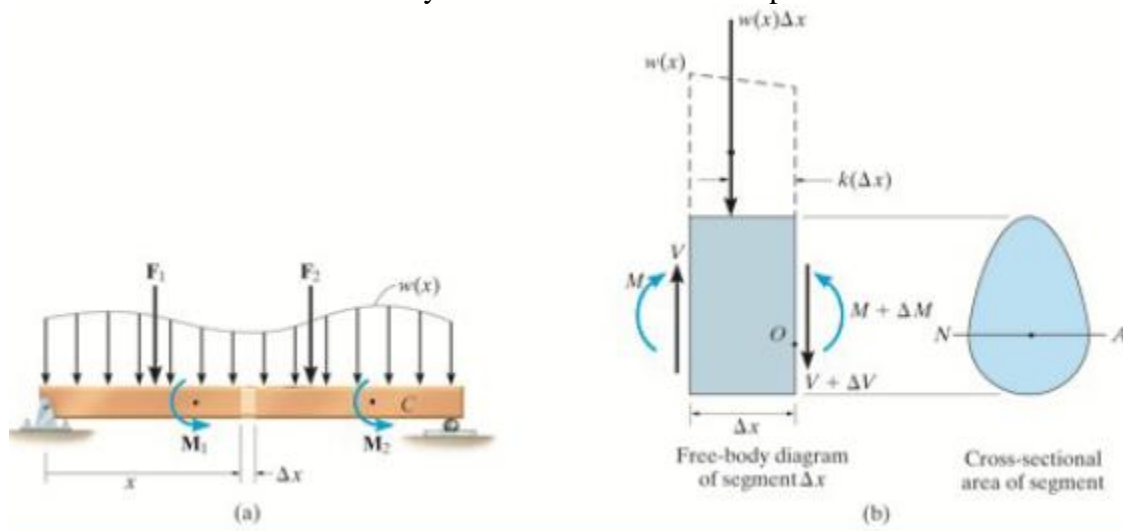 w(x)Δx
w(x)
k(Δx)
F₁
F₂
w(x)
V
M
M + ΔM
O
V + ΔV
N
A
C
M₁
M₂
x
Δx
Δx
Free-body diagram
of segment Δx
Cross-sectional
area of segment
(a)
(b)